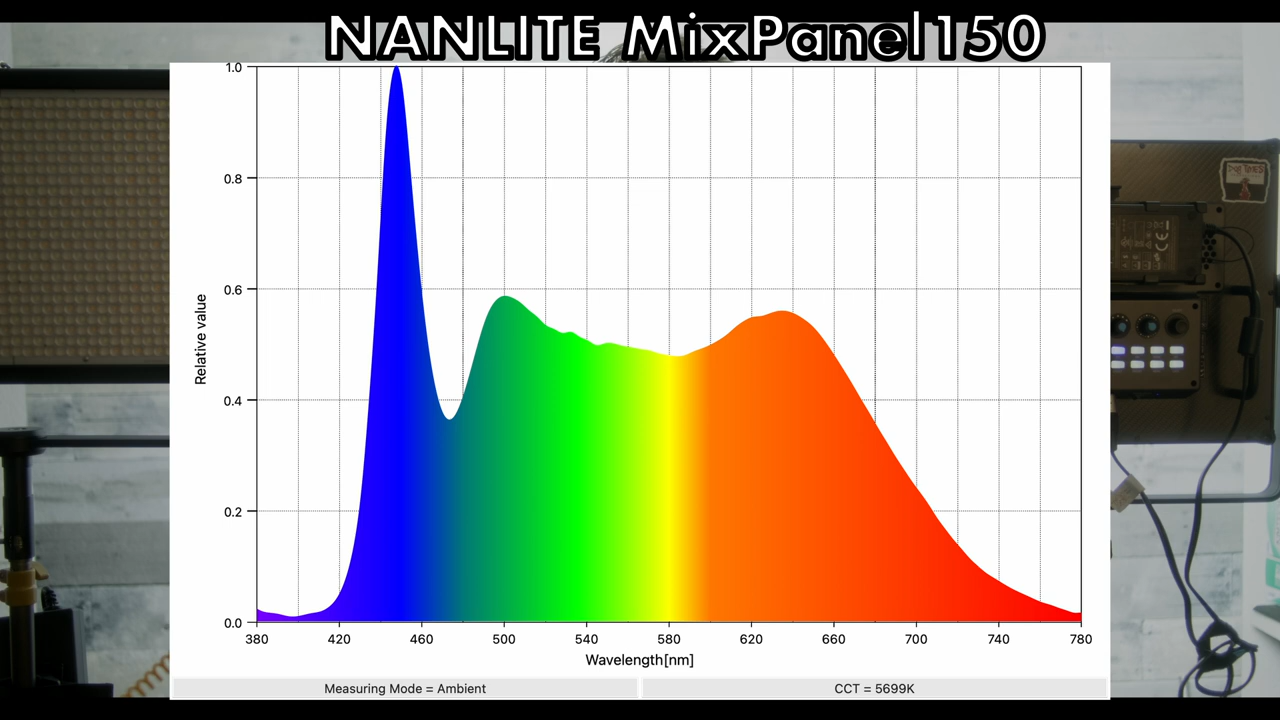 NANLITE MixPanel150
1.0
0.8
0.6
0.4
0.2
0.0
Relative value
380 420 460 500 540 580 620 660 700 740 780
Wavelength[nm]
Measuring Mode = Ambient
CCT = 5699K
CE